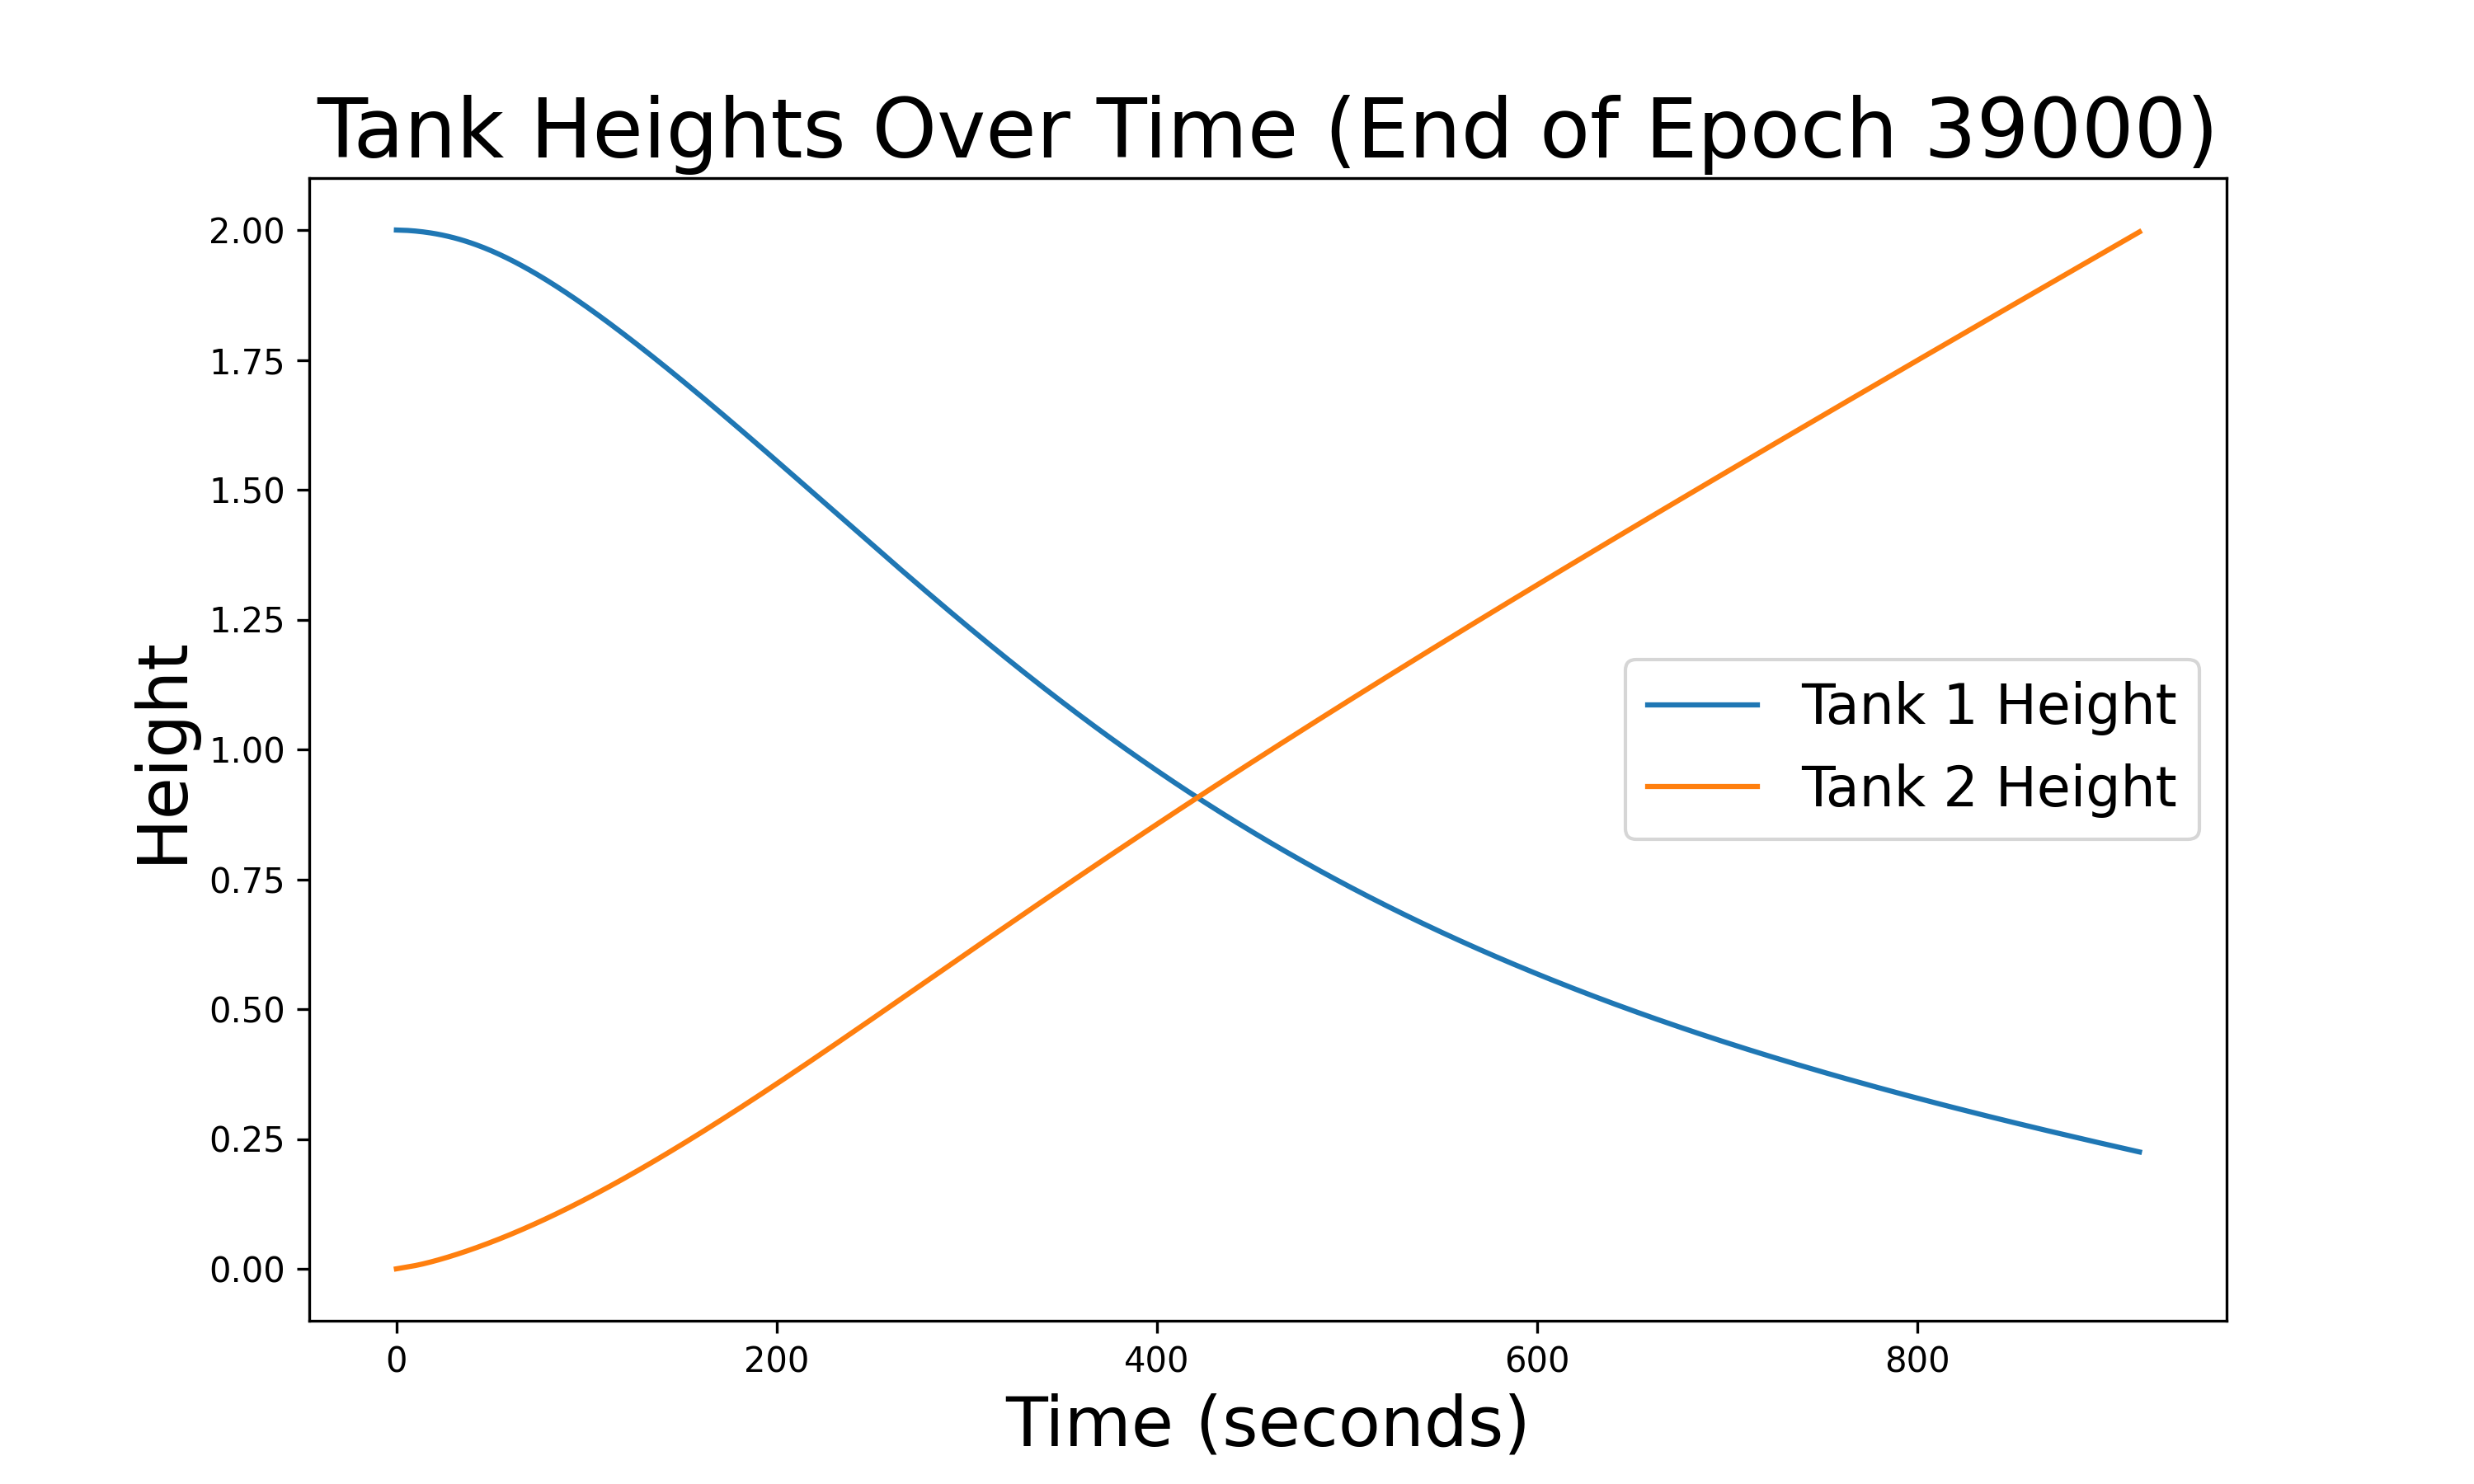 Tank Heights Over Time (End of Epoch 39000)
Height
2.00
1.75
1.50
1.25
1.00
0.75
0.50
0.25
0.00
Tank 1 Height
Tank 2 Height
0 200 400 600 800
Time (seconds)